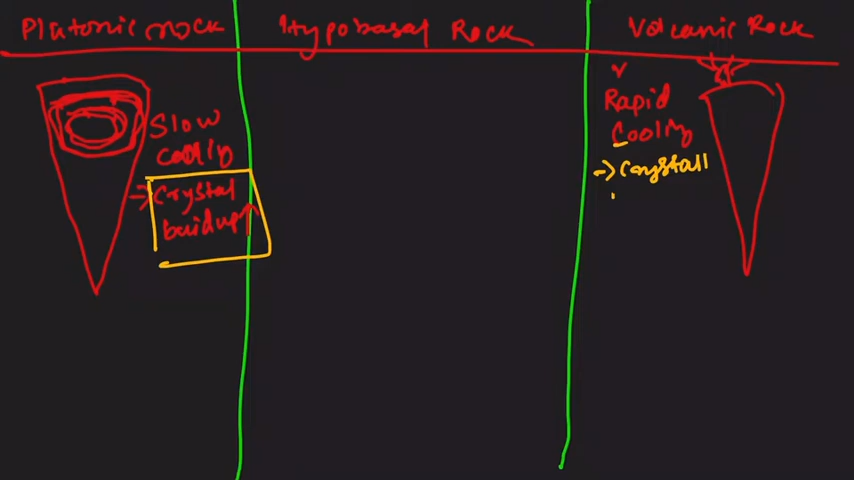 Plutonic rock
Hypobasal Rock
Volcanic Rock
Slow
cooling
→ Crystal
buildup ↑
Rapid
Cooling
→ Crystall